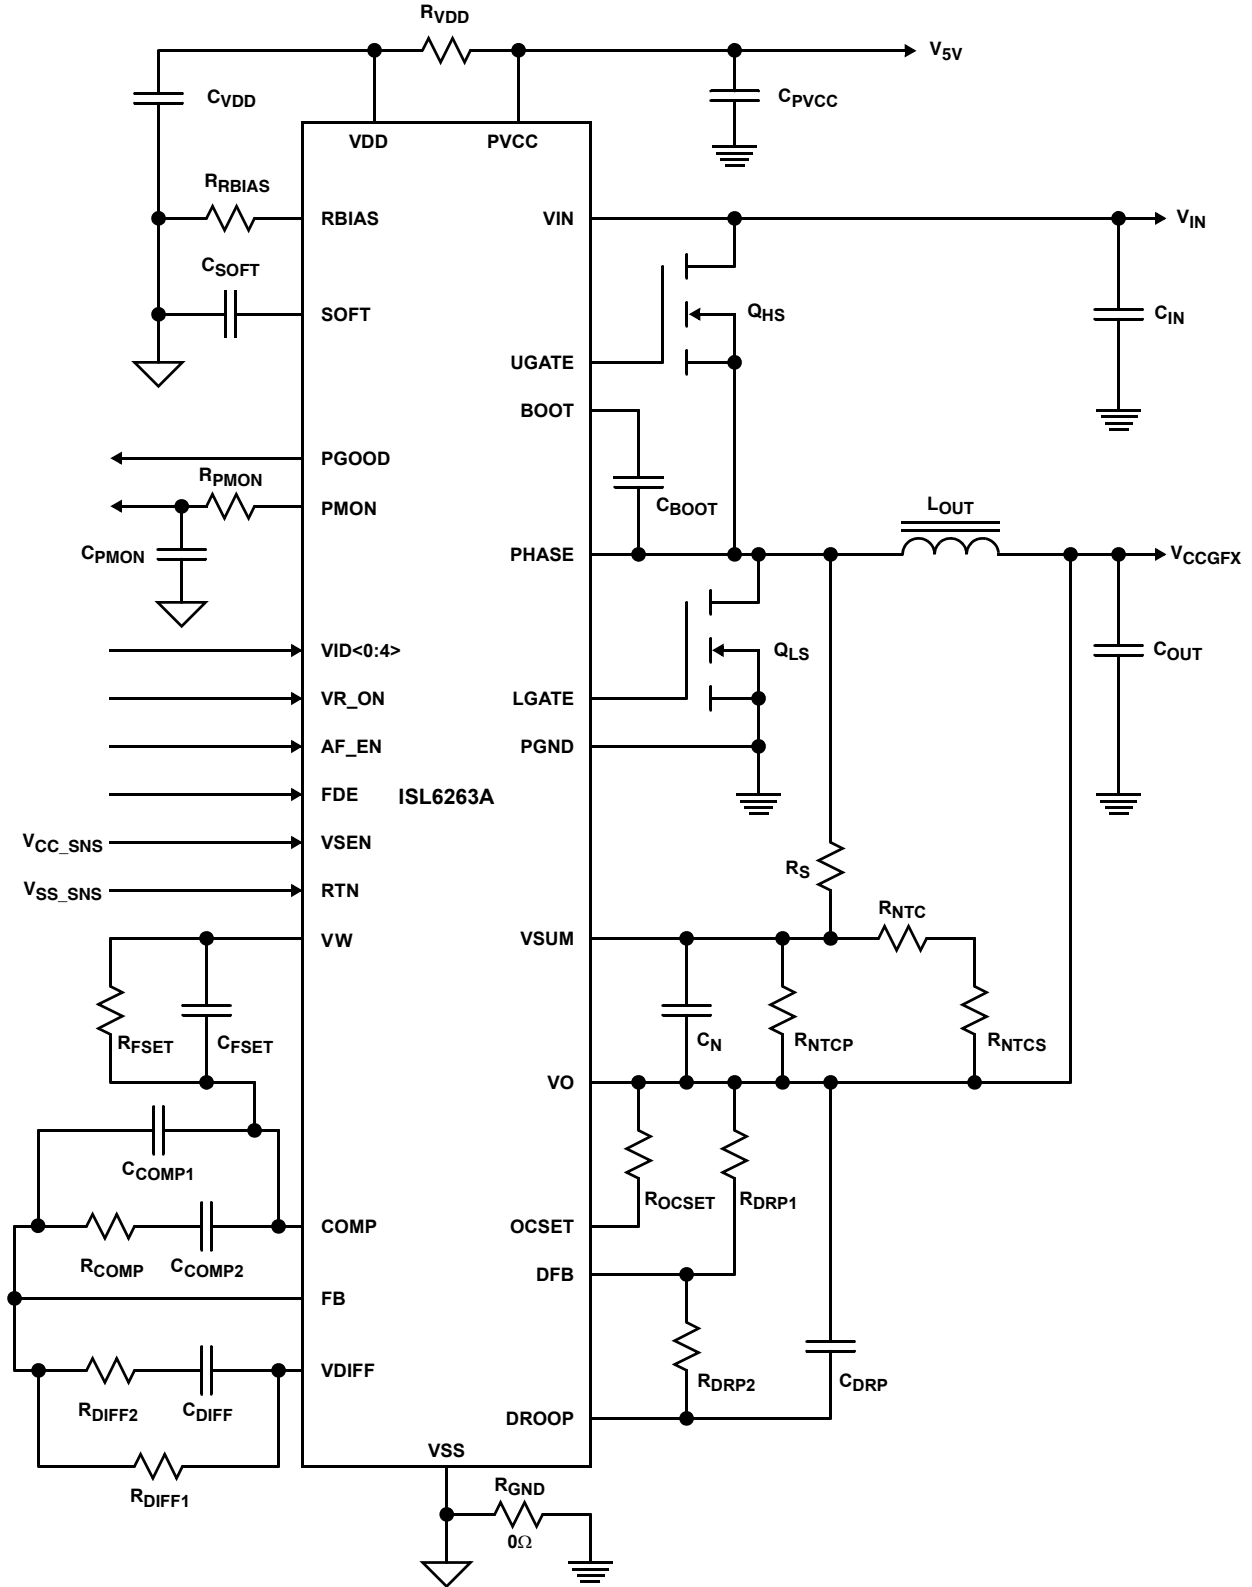 RVDD
V5V
CVDD
CPVCC
VDD PVCC
RRBIAS
RBIAS VIN VIN
CSOFT
SOFT QHS CIN
UGATE
BOOT
PGOOD
RPMON
PMON CBOOT LOUT
CPMON PHASE VCCGFX
VID<0:4> QLS COUT
VR_ON LGATE
AF_EN PGND
FDE ISL6263A
VCC_SNS VSEN
RS
VSS_SNS RTN
RNTC
VW VSUM
RFSET CFSET CN RNTCP RNTCS
VO
CCOMP1
ROCSET RDRP1
COMP OCSET
RCOMP CCOMP2
DFB
FB
VDIFF
RDIFF2 CDIFF RDRP2 CDRP
DROOP
VSS
RDIFF1 RGND
0Ω